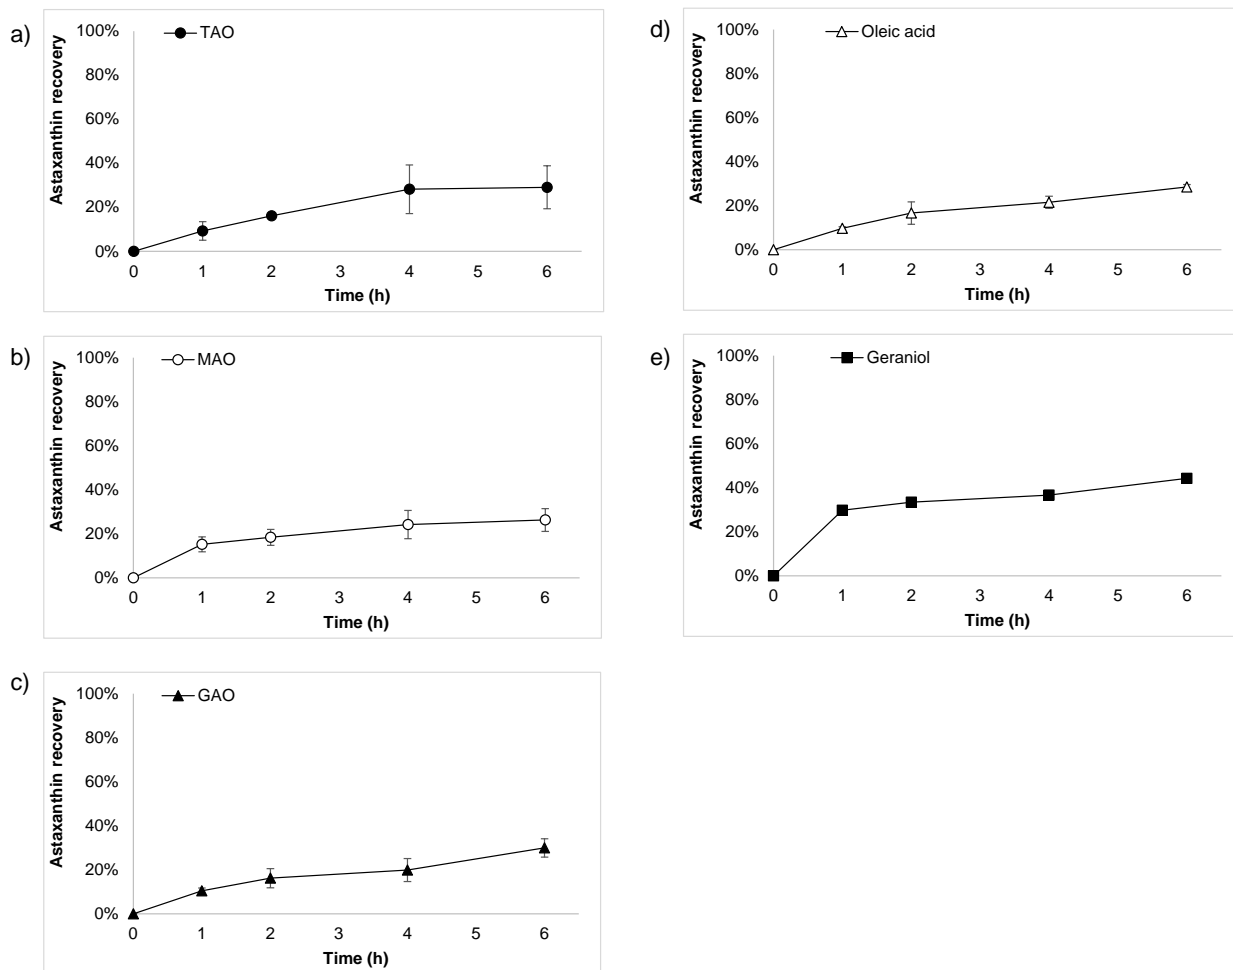 a)
TAO
Astaxanthin recovery
100%
80%
60%
40%
20%
0%
0 1 2 3 4 5 6
Time (h)
b)
MAO
Astaxanthin recovery
100%
80%
60%
40%
20%
0%
0 1 2 3 4 5 6
Time (h)
c)
GAO
Astaxanthin recovery
100%
80%
60%
40%
20%
0%
0 1 2 3 4 5 6
Time (h)
d)
Oleic acid
Astaxanthin recovery
100%
80%
60%
40%
20%
0%
0 1 2 3 4 5 6
Time (h)
e)
Geraniol
Astaxanthin recovery
100%
80%
60%
40%
20%
0%
0 1 2 3 4 5 6
Time (h)